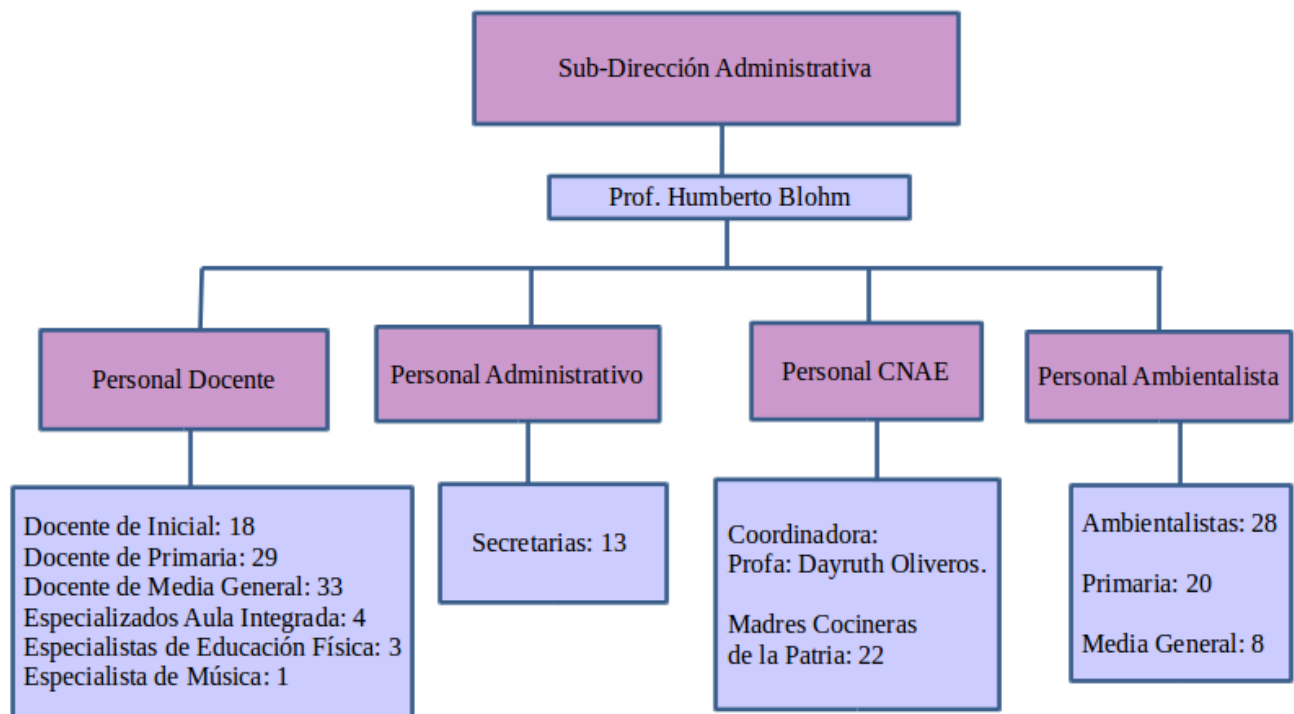 Sub-Dirección Administrativa
Prof. Humberto Blohm
Personal Docente
Personal Administrativo
Personal CNAE
Personal Ambientalista
Docente de Inicial: 18
Docente de Primaria: 29
Docente de Media General: 33
Especializados Aula Integrada: 4
Especialistas de Educación Física: 3
Especialista de Música: 1
Secretarias: 13
Coordinadora:
Profa: Dayruth Oliveros.
Madres Cocineras
de la Patria: 22
Ambientalistas: 28
Primaria: 20
Media General: 8